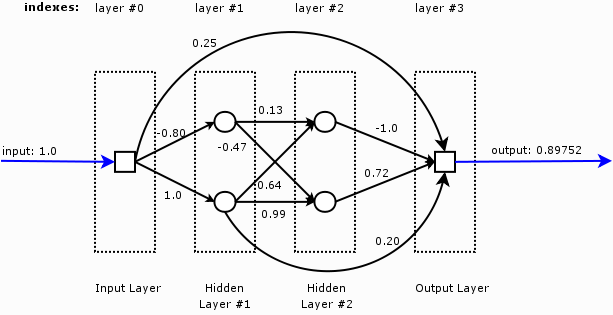 indexes: layer #0 layer #1 layer #2 layer #3
0.25
0.13
-0.80
-1.0
-0.47
input: 1.0
output: 0.89752
0.72
0.64
1.0
0.99
0.20
Input Layer Hidden Hidden Output Layer
Layer #1 Layer #2